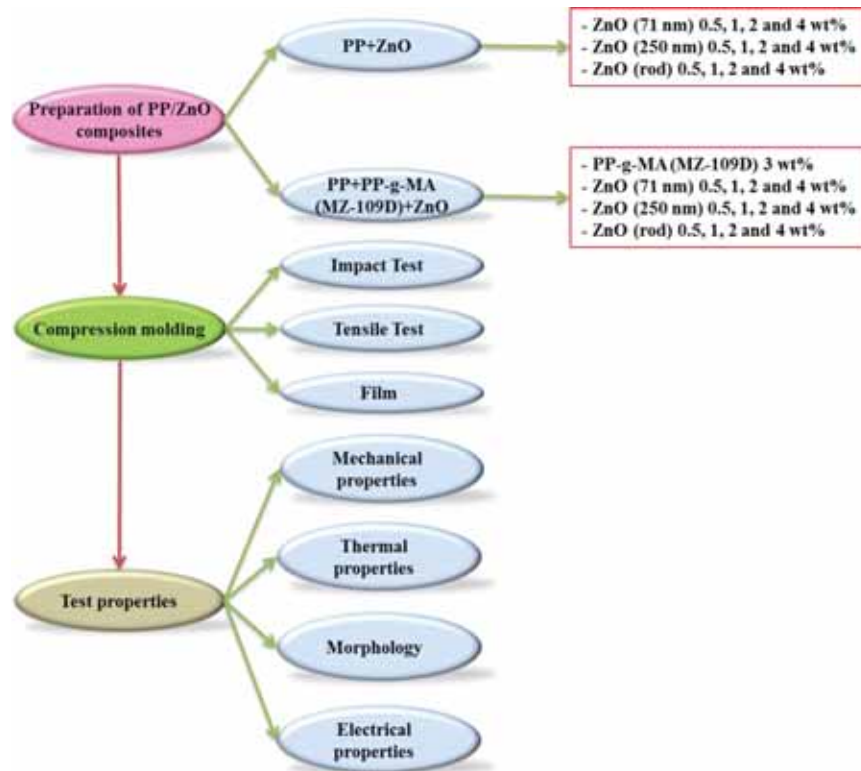 PP+ZnO
- ZnO (71 nm) 0.5, 1, 2 and 4 wt%
- ZnO (250 nm) 0.5, 1, 2 and 4 wt%
- ZnO (rod) 0.5, 1, 2 and 4 wt%
Preparation of PP/ZnO
composites
PP+PP-g-MA
(MZ-109D)+ZnO
- PP-g-MA (MZ-109D) 3 wt%
- ZnO (71 nm) 0.5, 1, 2 and 4 wt%
- ZnO (250 nm) 0.5, 1, 2 and 4 wt%
- ZnO (rod) 0.5, 1, 2 and 4 wt%
Compression molding
Impact Test
Tensile Test
Film
Test properties
Mechanical
properties
Thermal
properties
Morphology
Electrical
properties